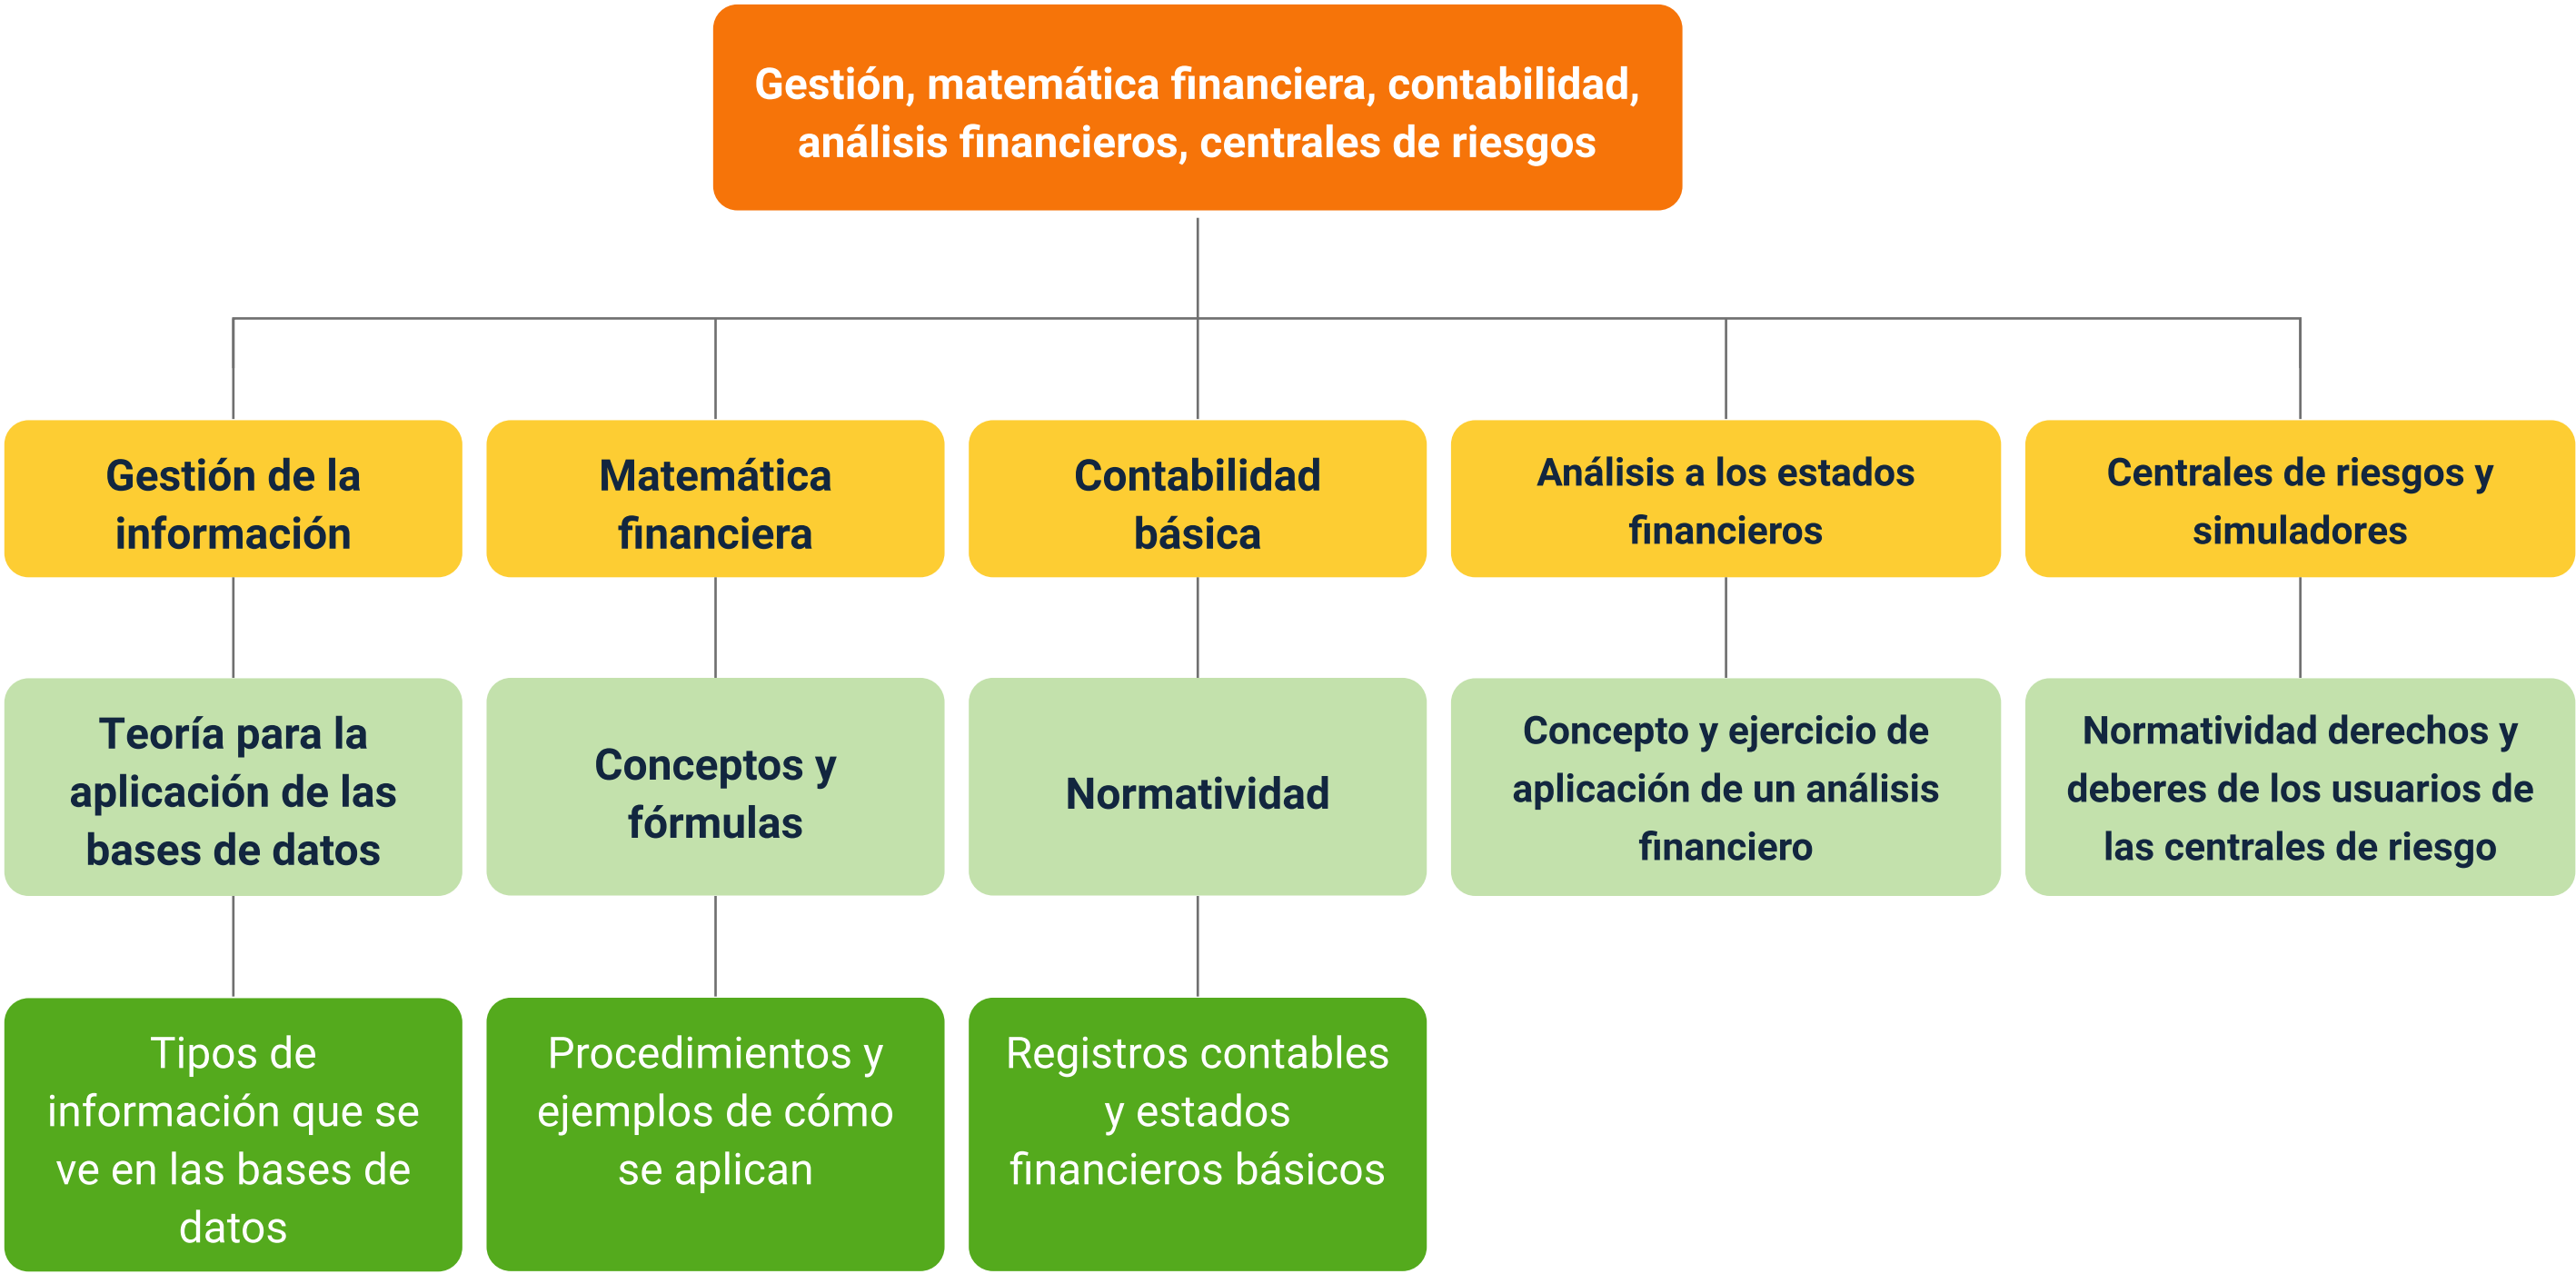 Gestión, matemática financiera, contabilidad,
análisis financieros, centrales de riesgos
Gestión de la
información
Matemática
financiera
Contabilidad
básica
Análisis a los estados
financieros
Centrales de riesgos y
simuladores
Teoría para la
aplicación de las
bases de datos
Conceptos y
fórmulas
Normatividad
Concepto y ejercicio de
aplicación de un análisis
financiero
Normatividad derechos y
deberes de los usuarios de
las centrales de riesgo
Tipos de
información que se
ve en las bases de
datos
Procedimientos y
ejemplos de cómo
se aplican
Registros contables
y estados
financieros básicos